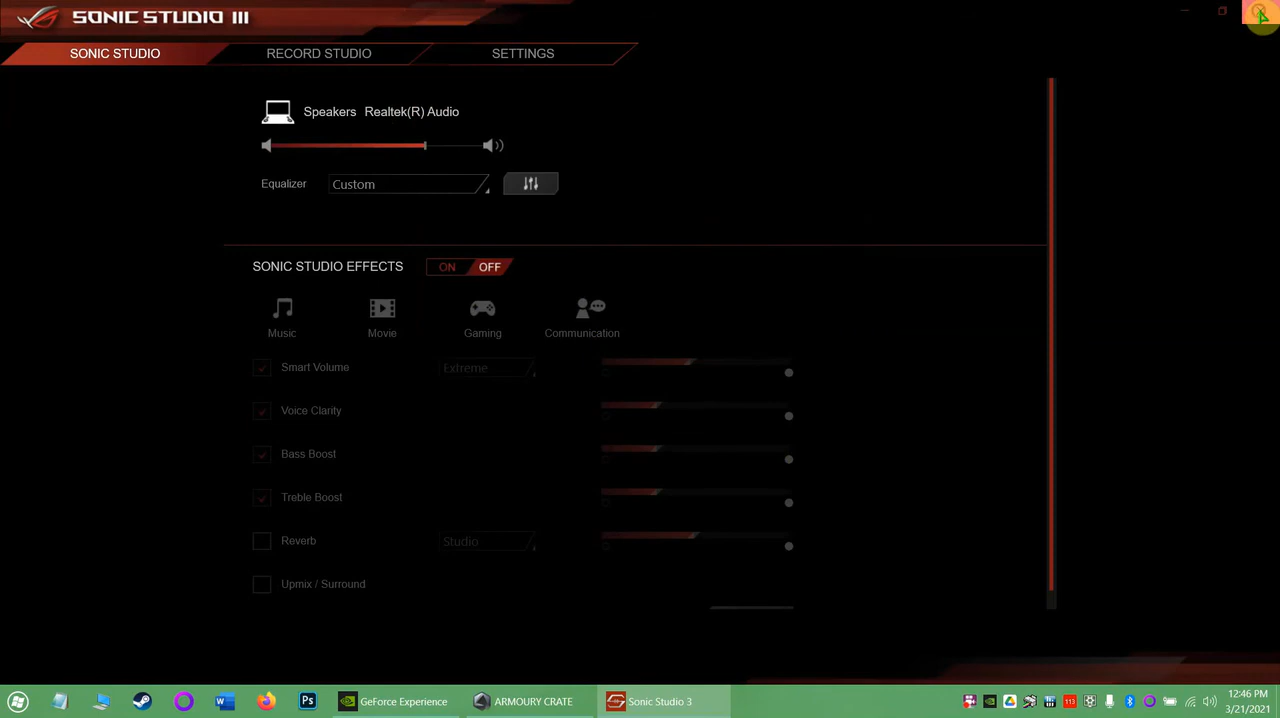 SONIC STUDIO III
SONIC STUDIO RECORD STUDIO SETTINGS
Speakers Realtek(R) Audio
Equalizer Custom
SONIC STUDIO EFFECTS ON OFF
Music Movie Gaming Communication
Smart Volume Extreme
Voice Clarity
Bass Boost
Treble Boost
Reverb Studio
Upmix / Surround
GeForce Experience ARMOURY CRATE Sonic Studio 3 113 12:46 PM
3/21/2021